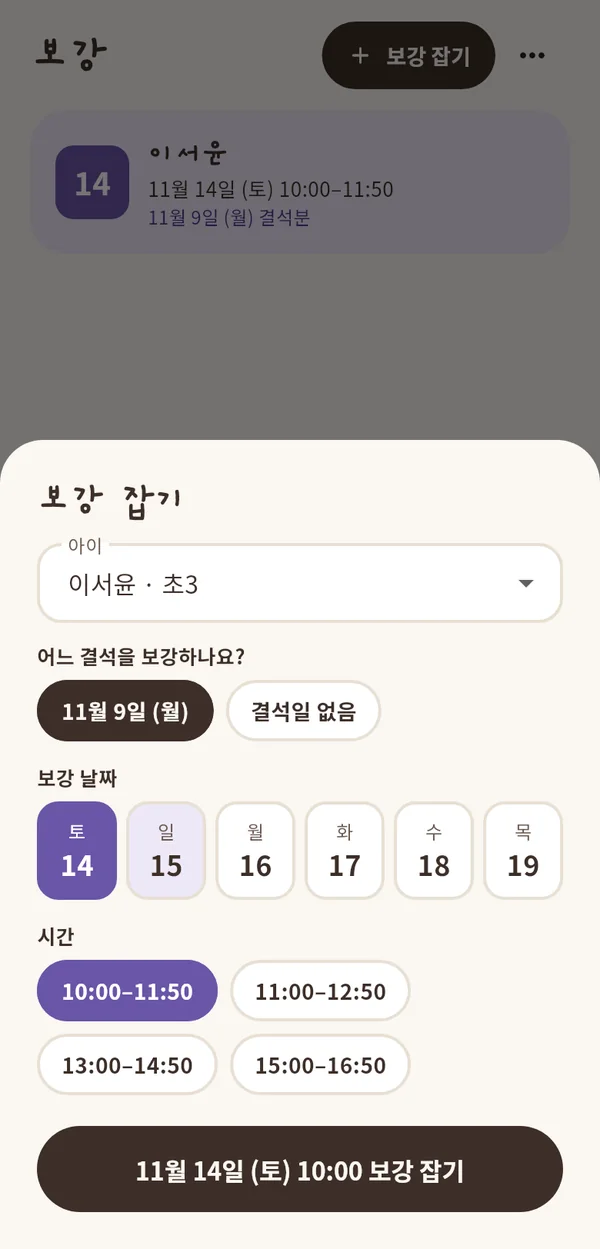 보강
+ 보강 잡기 •••
14
이서윤
11월 14일 (토) 10:00–11:50
11월 9일 (월) 결석분
보강 잡기
아이
이서윤 · 초3
어느 결석을 보강하나요?
11월 9일 (월) 결석일 없음
보강 날짜
토 일 월 화 수 목
14 15 16 17 18 19
시간
10:00–11:50 11:00–12:50
13:00–14:50 15:00–16:50
11월 14일 (토) 10:00 보강 잡기